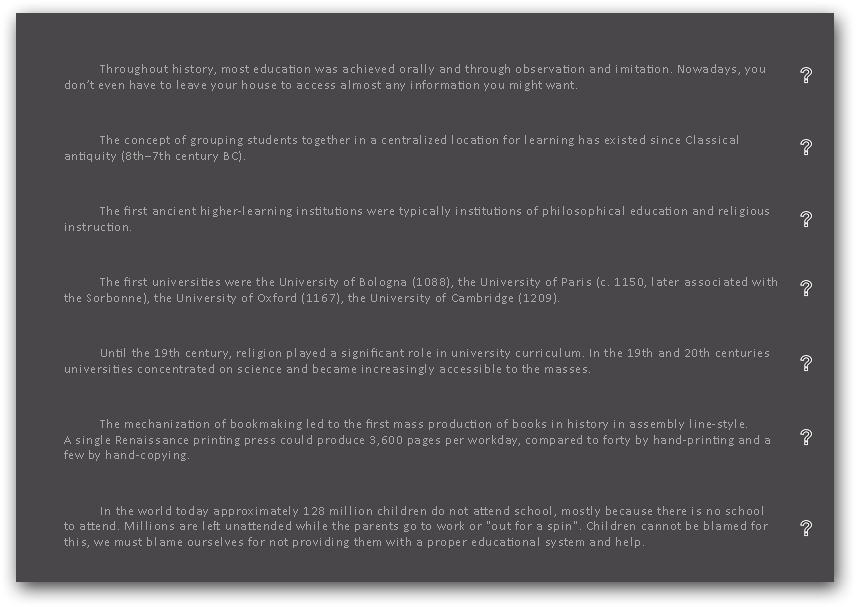 Throughout history, most education was achieved orally and through observation and imitation. Nowadays, you
don’t even have to leave your house to access almost any information you might want.
?
The concept of grouping students together in a centralized location for learning has existed since Classical
antiquity (8th–7th century BC).
?
The first ancient higher-learning institutions were typically institutions of philosophical education and religious
instruction.
?
The first universities were the University of Bologna (1088), the University of Paris (c. 1150, later associated with
the Sorbonne), the University of Oxford (1167), the University of Cambridge (1209).
?
Until the 19th century, religion played a significant role in university curriculum. In the 19th and 20th centuries
universities concentrated on science and became increasingly accessible to the masses.
?
The mechanization of bookmaking led to the first mass production of books in history in assembly line-style.
A single Renaissance printing press could produce 3,600 pages per workday, compared to forty by hand-printing and a
few by hand-copying.
?
In the world today approximately 128 million children do not attend school, mostly because there is no school
to attend. Millions are left unattended while the parents go to work or "out for a spin". Children cannot be blamed for
this, we must blame ourselves for not providing them with a proper educational system and help.
?